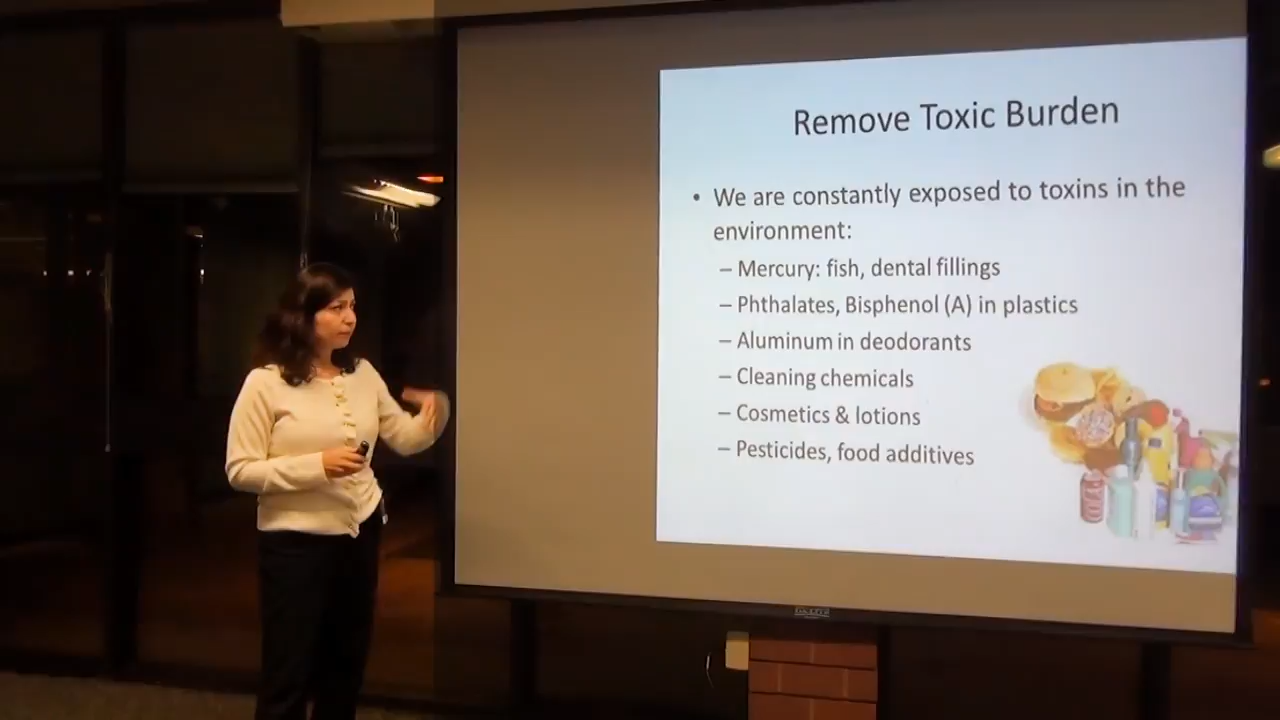 Remove Toxic Burden
• We are constantly exposed to toxins in the
environment:
– Mercury: fish, dental fillings
– Phthalates, Bisphenol (A) in plastics
– Aluminum in deodorants
– Cleaning chemicals
– Cosmetics & lotions
– Pesticides, food additives